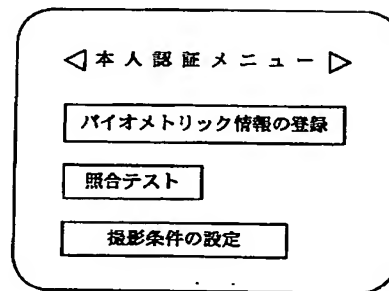 ◁本人認証メニュー▷
バイオメトリック情報の登録
照合テスト
撮影条件の設定